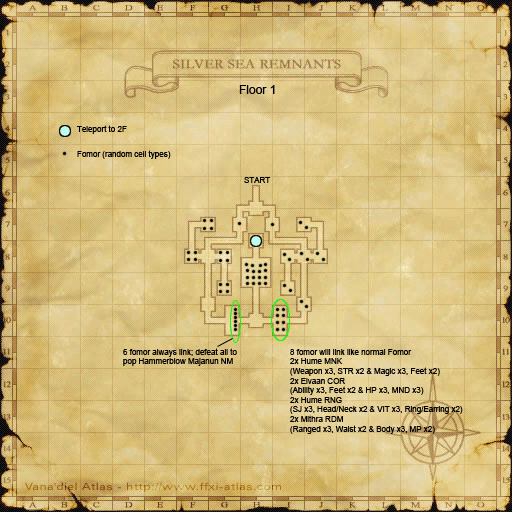 A B C D E F G H I J K L M N O
SILVER SEA REMNANTS
Floor 1
Teleport to 2F
Fomor (random cell types)
START
6 fomor always link; defeat all to
pop Hammerblow Majanun NM
8 fomor will link like normal Fomor
2x Hume MNK
(Weapon x3, STR x2 & Magic x3, Feet x2)
2x Elvaan COR
(Ability x3, Feet x2 & HP x3, MND x3)
2x Hume RNG
(SJ x3, Head/Neck x2 & VIT x3, Ring/Earring x2)
2x Mithra RDM
(Ranged x3, Waist x2 & Body x3, MP x2)
Vana'diel Atlas - http://www.ffxi-atlas.com